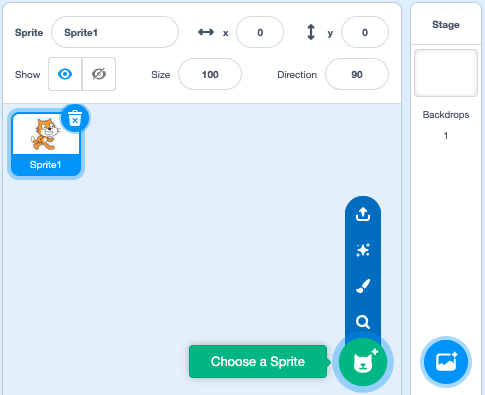 Sprite Sprite1 x 0 y 0 Stage
Show Size 100 Direction 90
Backdrops
1
Sprite1
Choose a Sprite